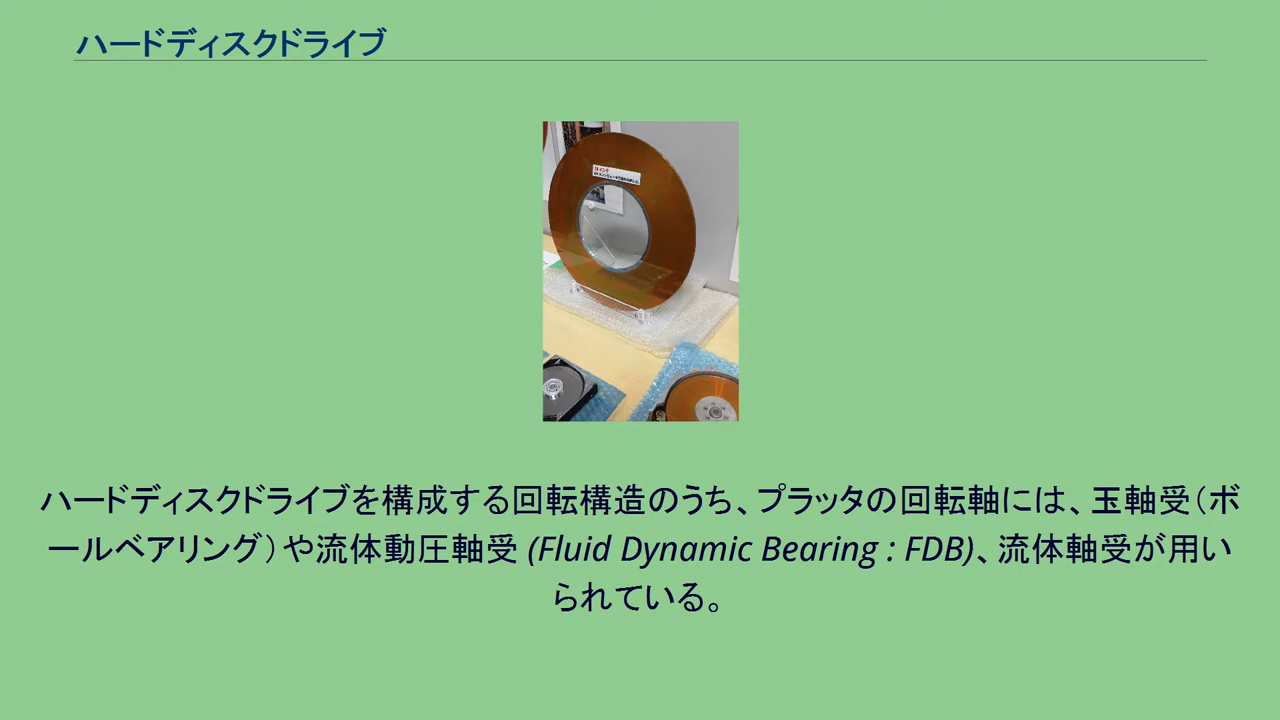 ハードディスクドライブ
ハードディスクドライブを構成する回転構造のうち、プラッタの回転軸には、玉軸受（ボ
ールベアリング）や流体動圧軸受 (Fluid Dynamic Bearing : FDB)、流体軸受が用い
られている。